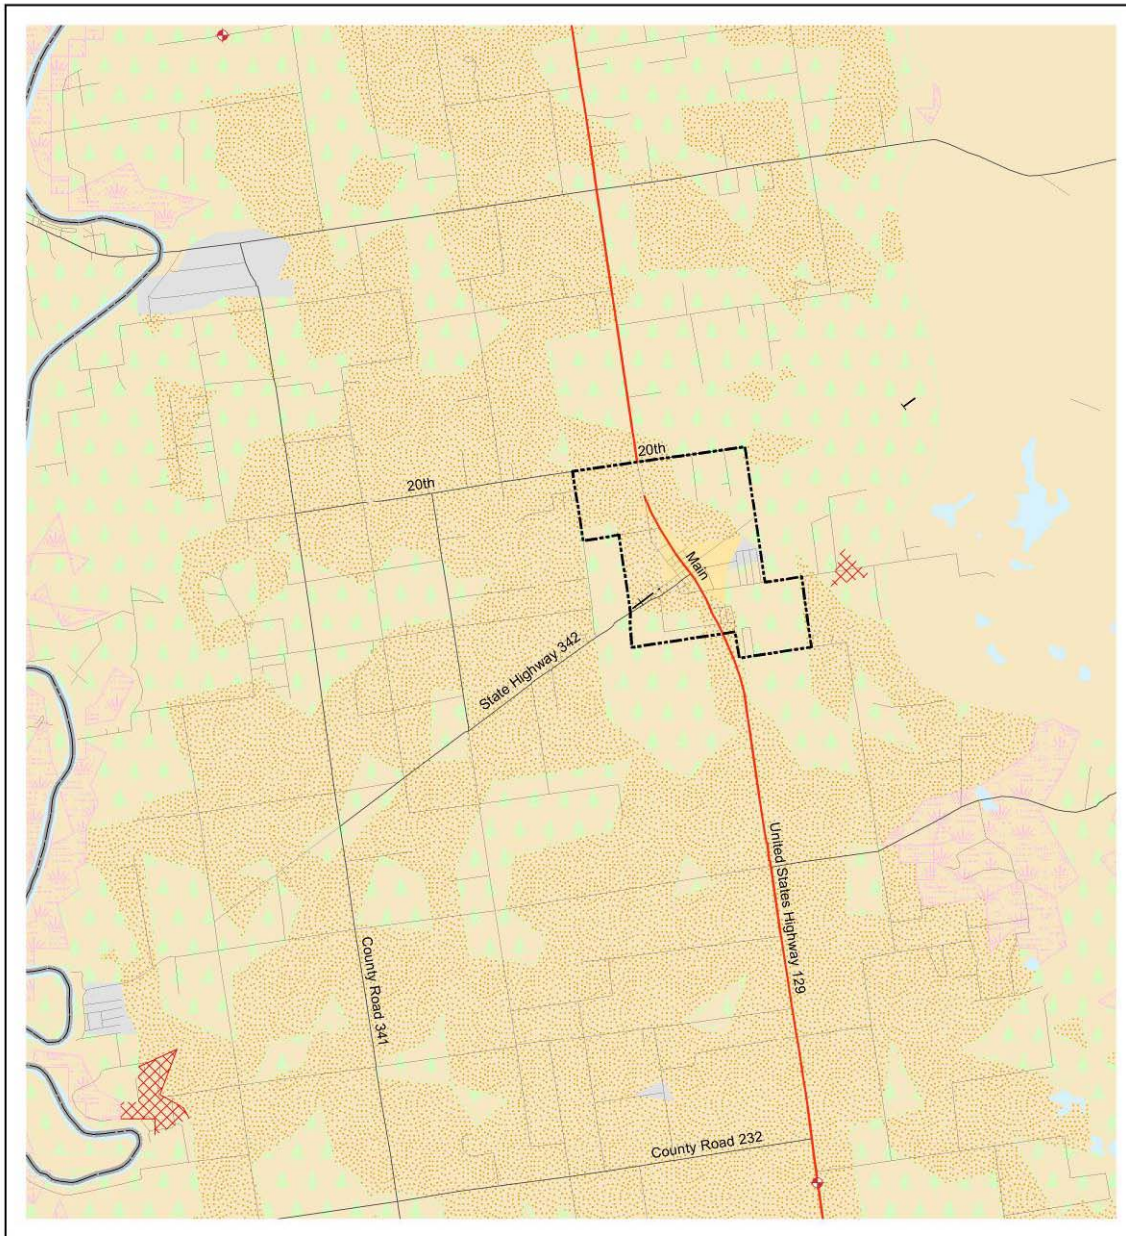 20th
20th
Main
State Highway 342
United States Highway 129
County Road 341
County Road 232